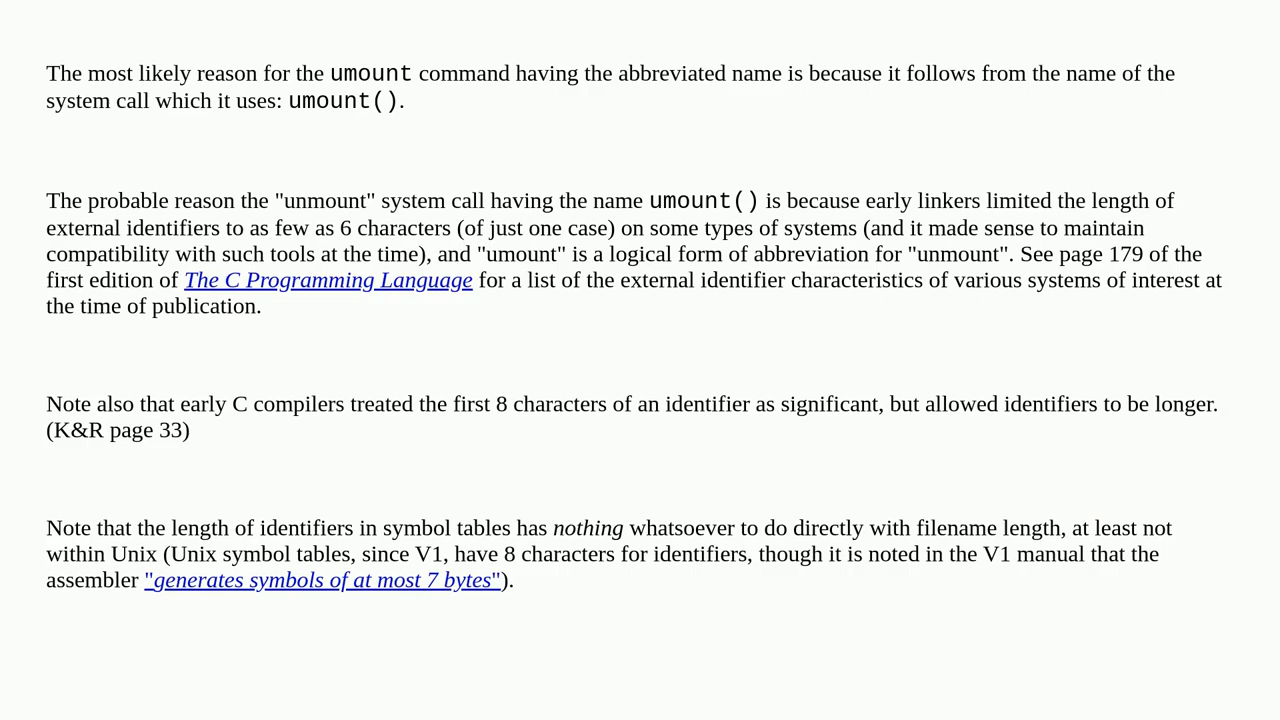 The most likely reason for the umount command having the abbreviated name is because it follows from the name of the
system call which it uses: umount().
The probable reason the "unmount" system call having the name umount() is because early linkers limited the length of
external identifiers to as few as 6 characters (of just one case) on some types of systems (and it made sense to maintain
compatibility with such tools at the time), and "umount" is a logical form of abbreviation for "unmount". See page 179 of the
first edition of The C Programming Language for a list of the external identifier characteristics of various systems of interest at
the time of publication.
Note also that early C compilers treated the first 8 characters of an identifier as significant, but allowed identifiers to be longer.
(K&R page 33)
Note that the length of identifiers in symbol tables has nothing whatsoever to do directly with filename length, at least not
within Unix (Unix symbol tables, since V1, have 8 characters for identifiers, though it is noted in the V1 manual that the
assembler "generates symbols of at most 7 bytes").